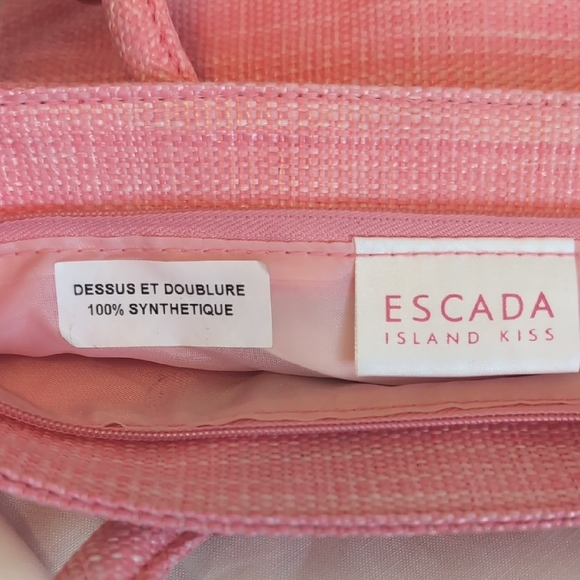 DESSUS ET DOUBLURE
100% SYNTHETIQUE
ESCADA
ISLAND KISS